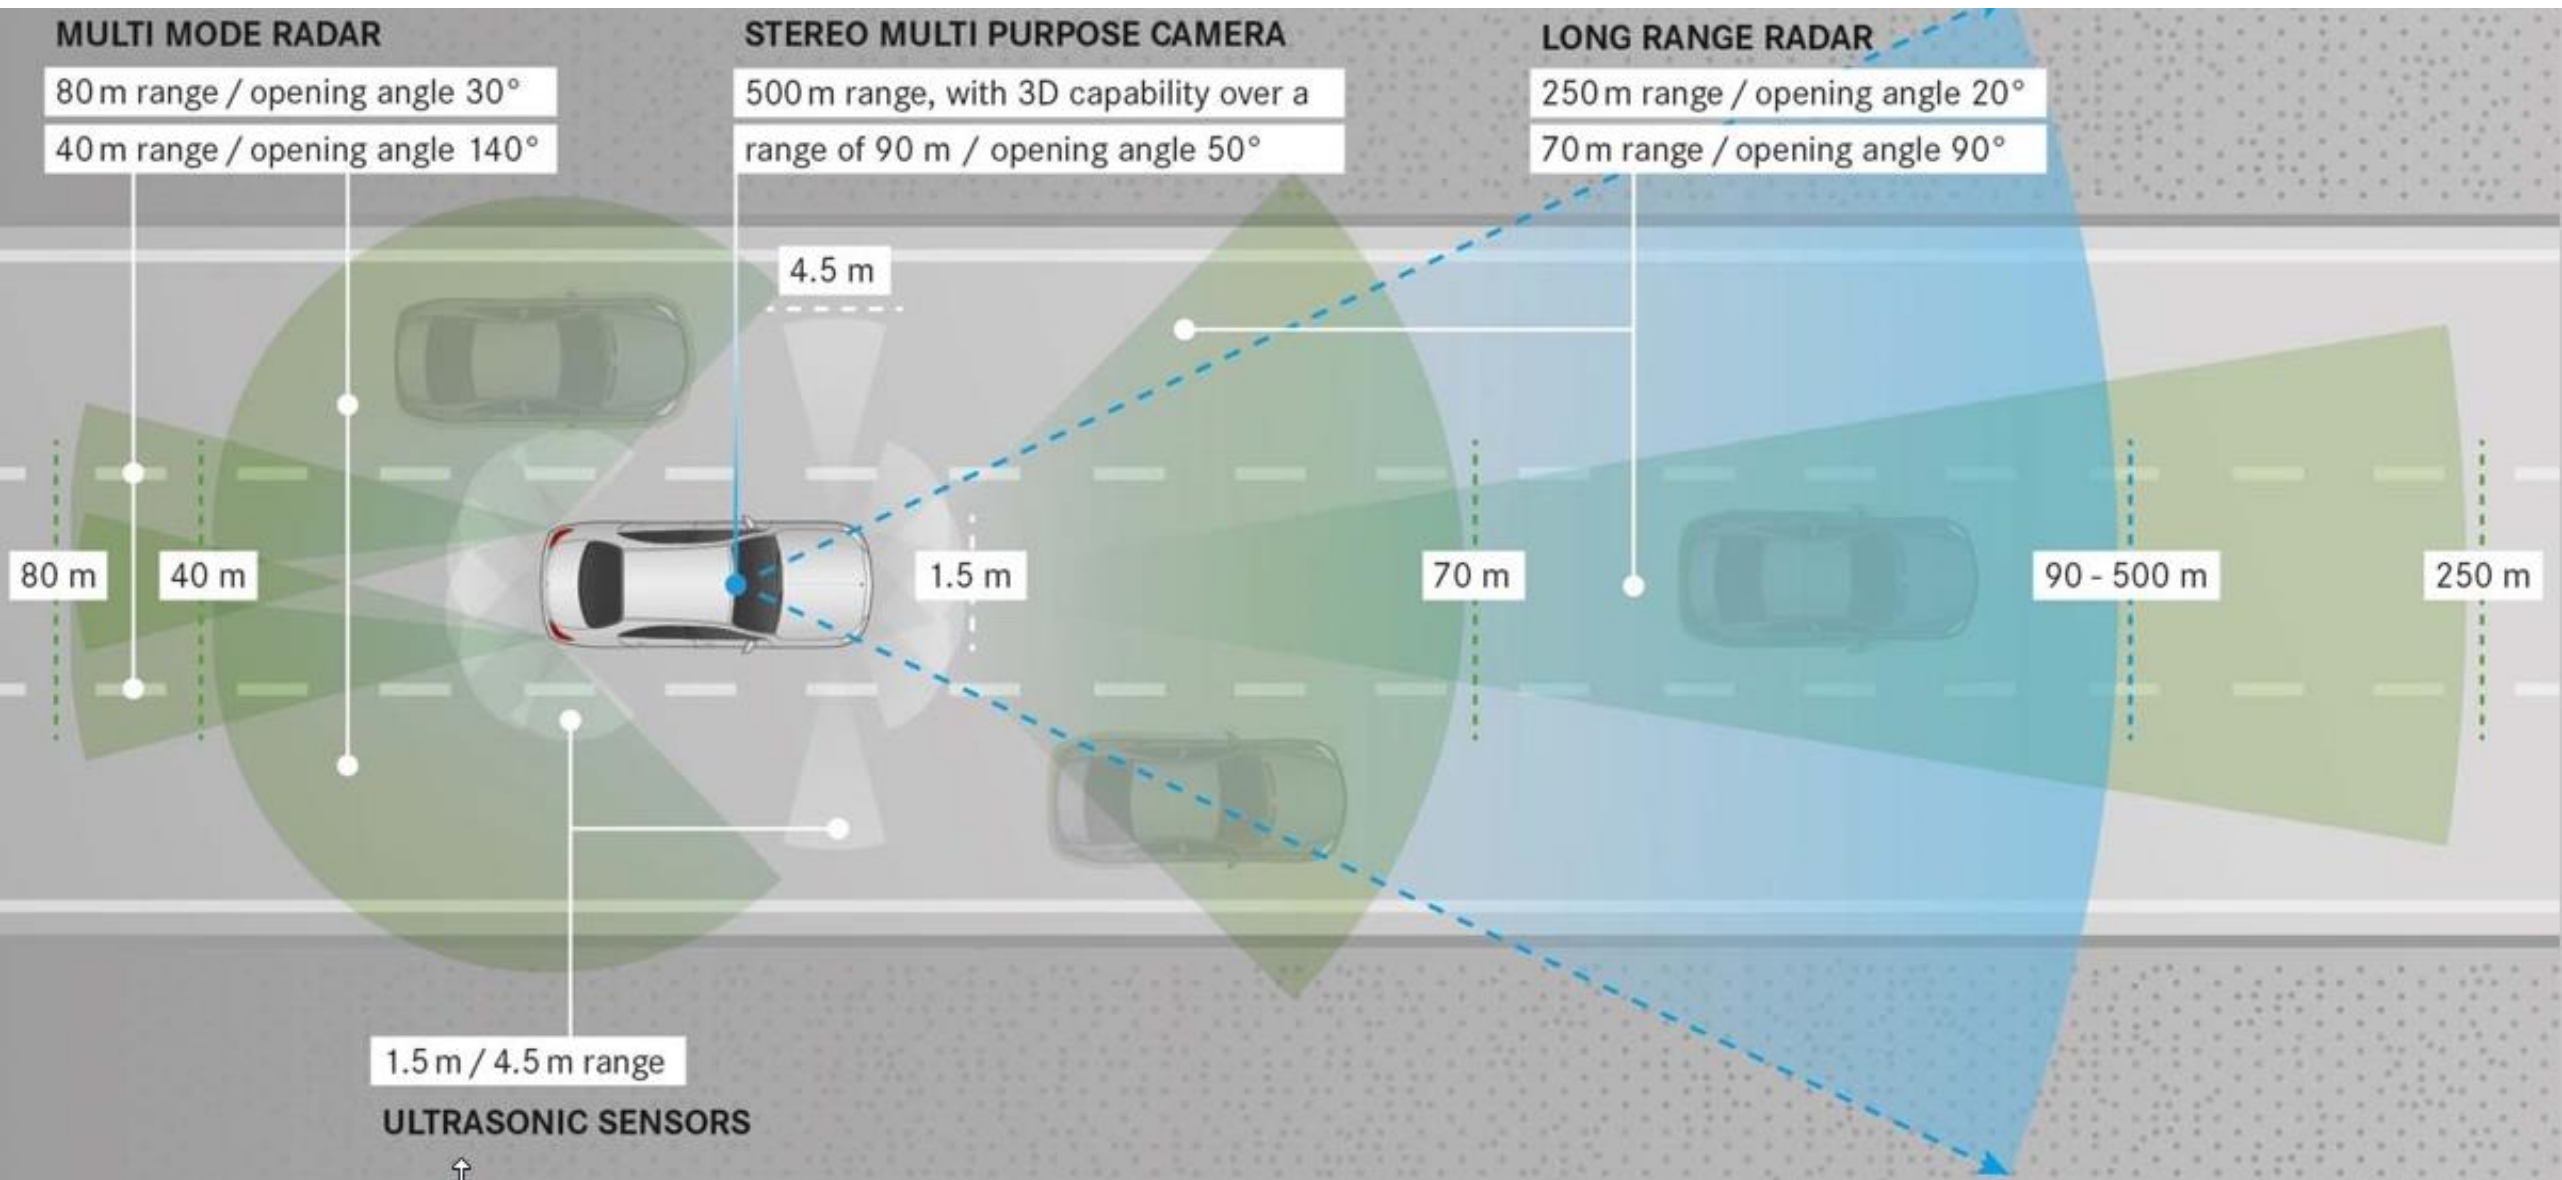 MULTI MODE RADAR
80 m range / opening angle 30°
40 m range / opening angle 140°
STEREO MULTI PURPOSE CAMERA
500 m range, with 3D capability over a
range of 90 m / opening angle 50°
LONG RANGE RADAR
250 m range / opening angle 20°
70 m range / opening angle 90°
4.5 m
80 m
40 m
1.5 m
70 m
90 - 500 m
250 m
1.5 m / 4.5 m range
ULTRASONIC SENSORS